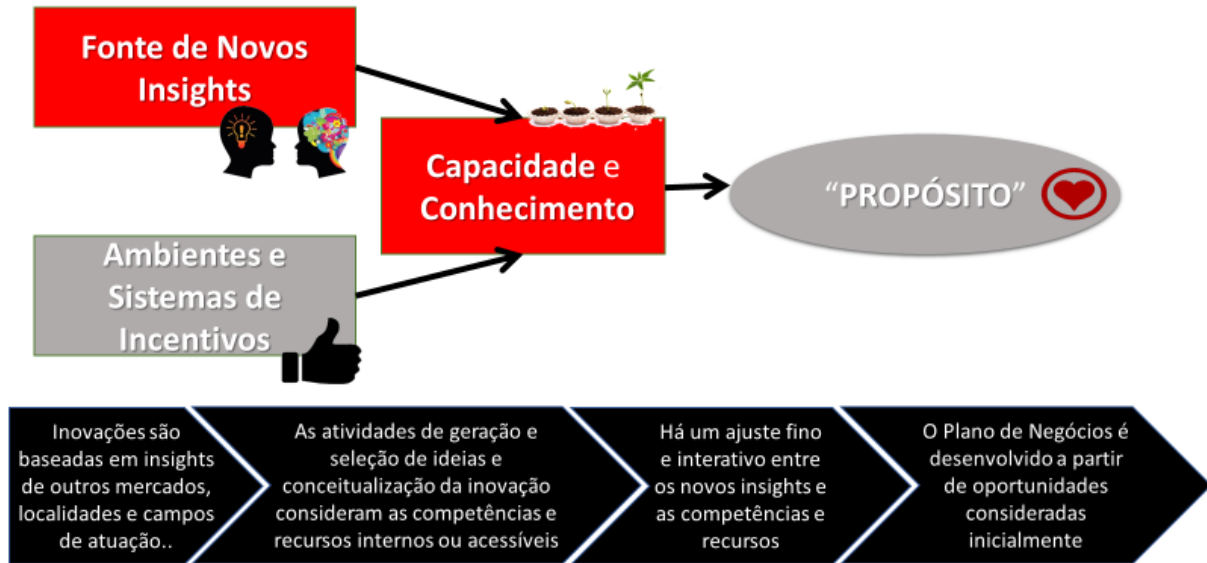 Fonte de Novos
Insights
Capacidade e
Conhecimento
“PROPÓSITO”
Ambientes e
Sistemas de
Incentivos
Inovações são
baseadas em insights
de outros mercados,
localidades e campos
de atuação..
As atividades de geração e
seleção de ideias e
conceitualização da inovação
consideram as competências e
recursos internos ou acessíveis
Há um ajuste fino
e interativo entre
os novos insights e
as competências e
recursos
O Plano de Negócios é
desenvolvido a partir
de oportunidades
consideradas
inicialmente